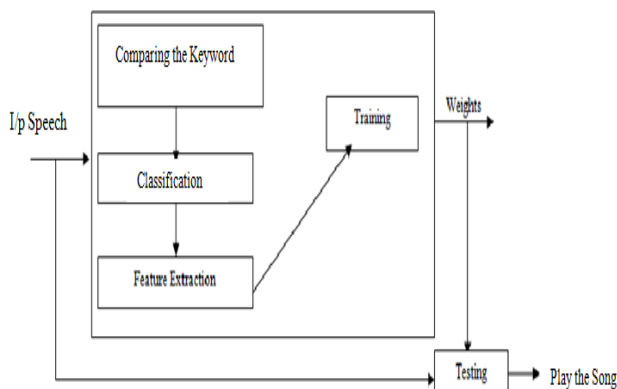 Comparing the Keyword
I/p Speech
Training
Weights
Classification
Feature Extraction
Testing
Play the Song